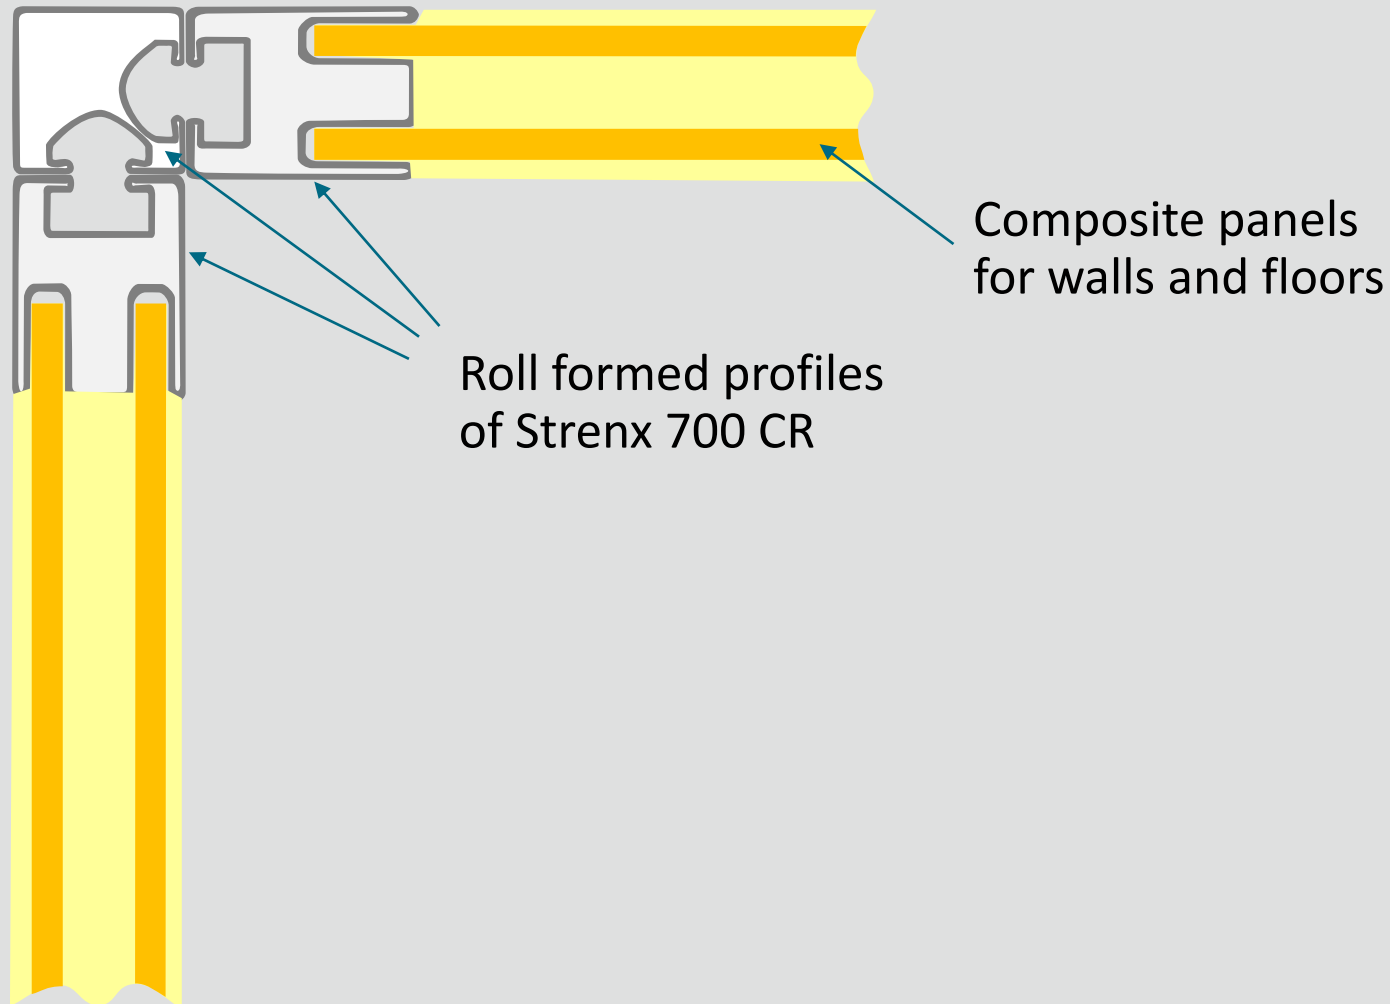 Composite panels
for walls and floors
Roll formed profiles
of Strenx 700 CR